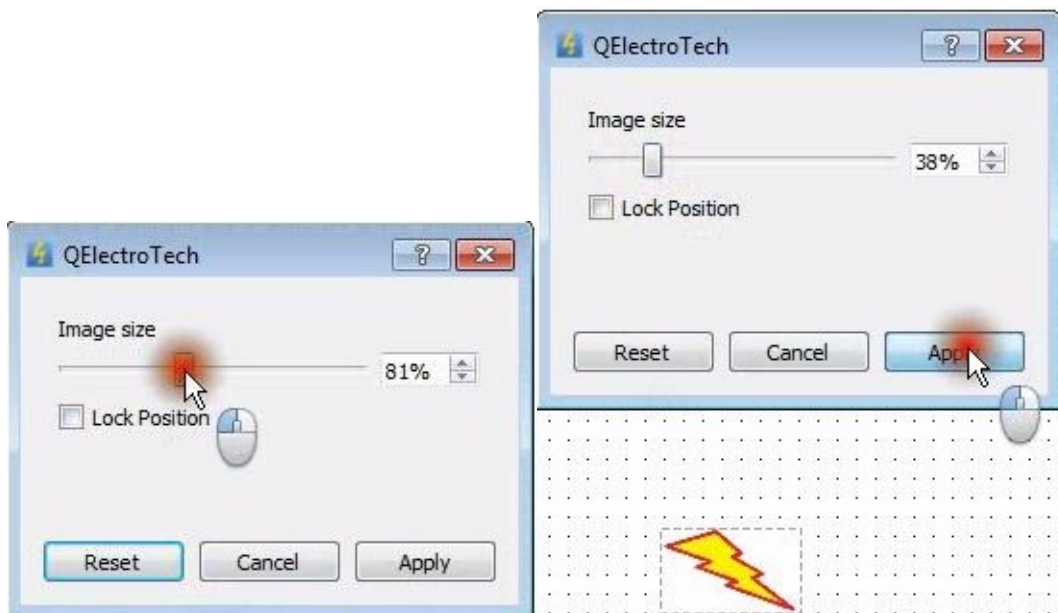 QElectroTech
Image size
81%
Lock Position
Reset Cancel Apply
QElectroTech
Image size
38%
Lock Position
Reset Cancel